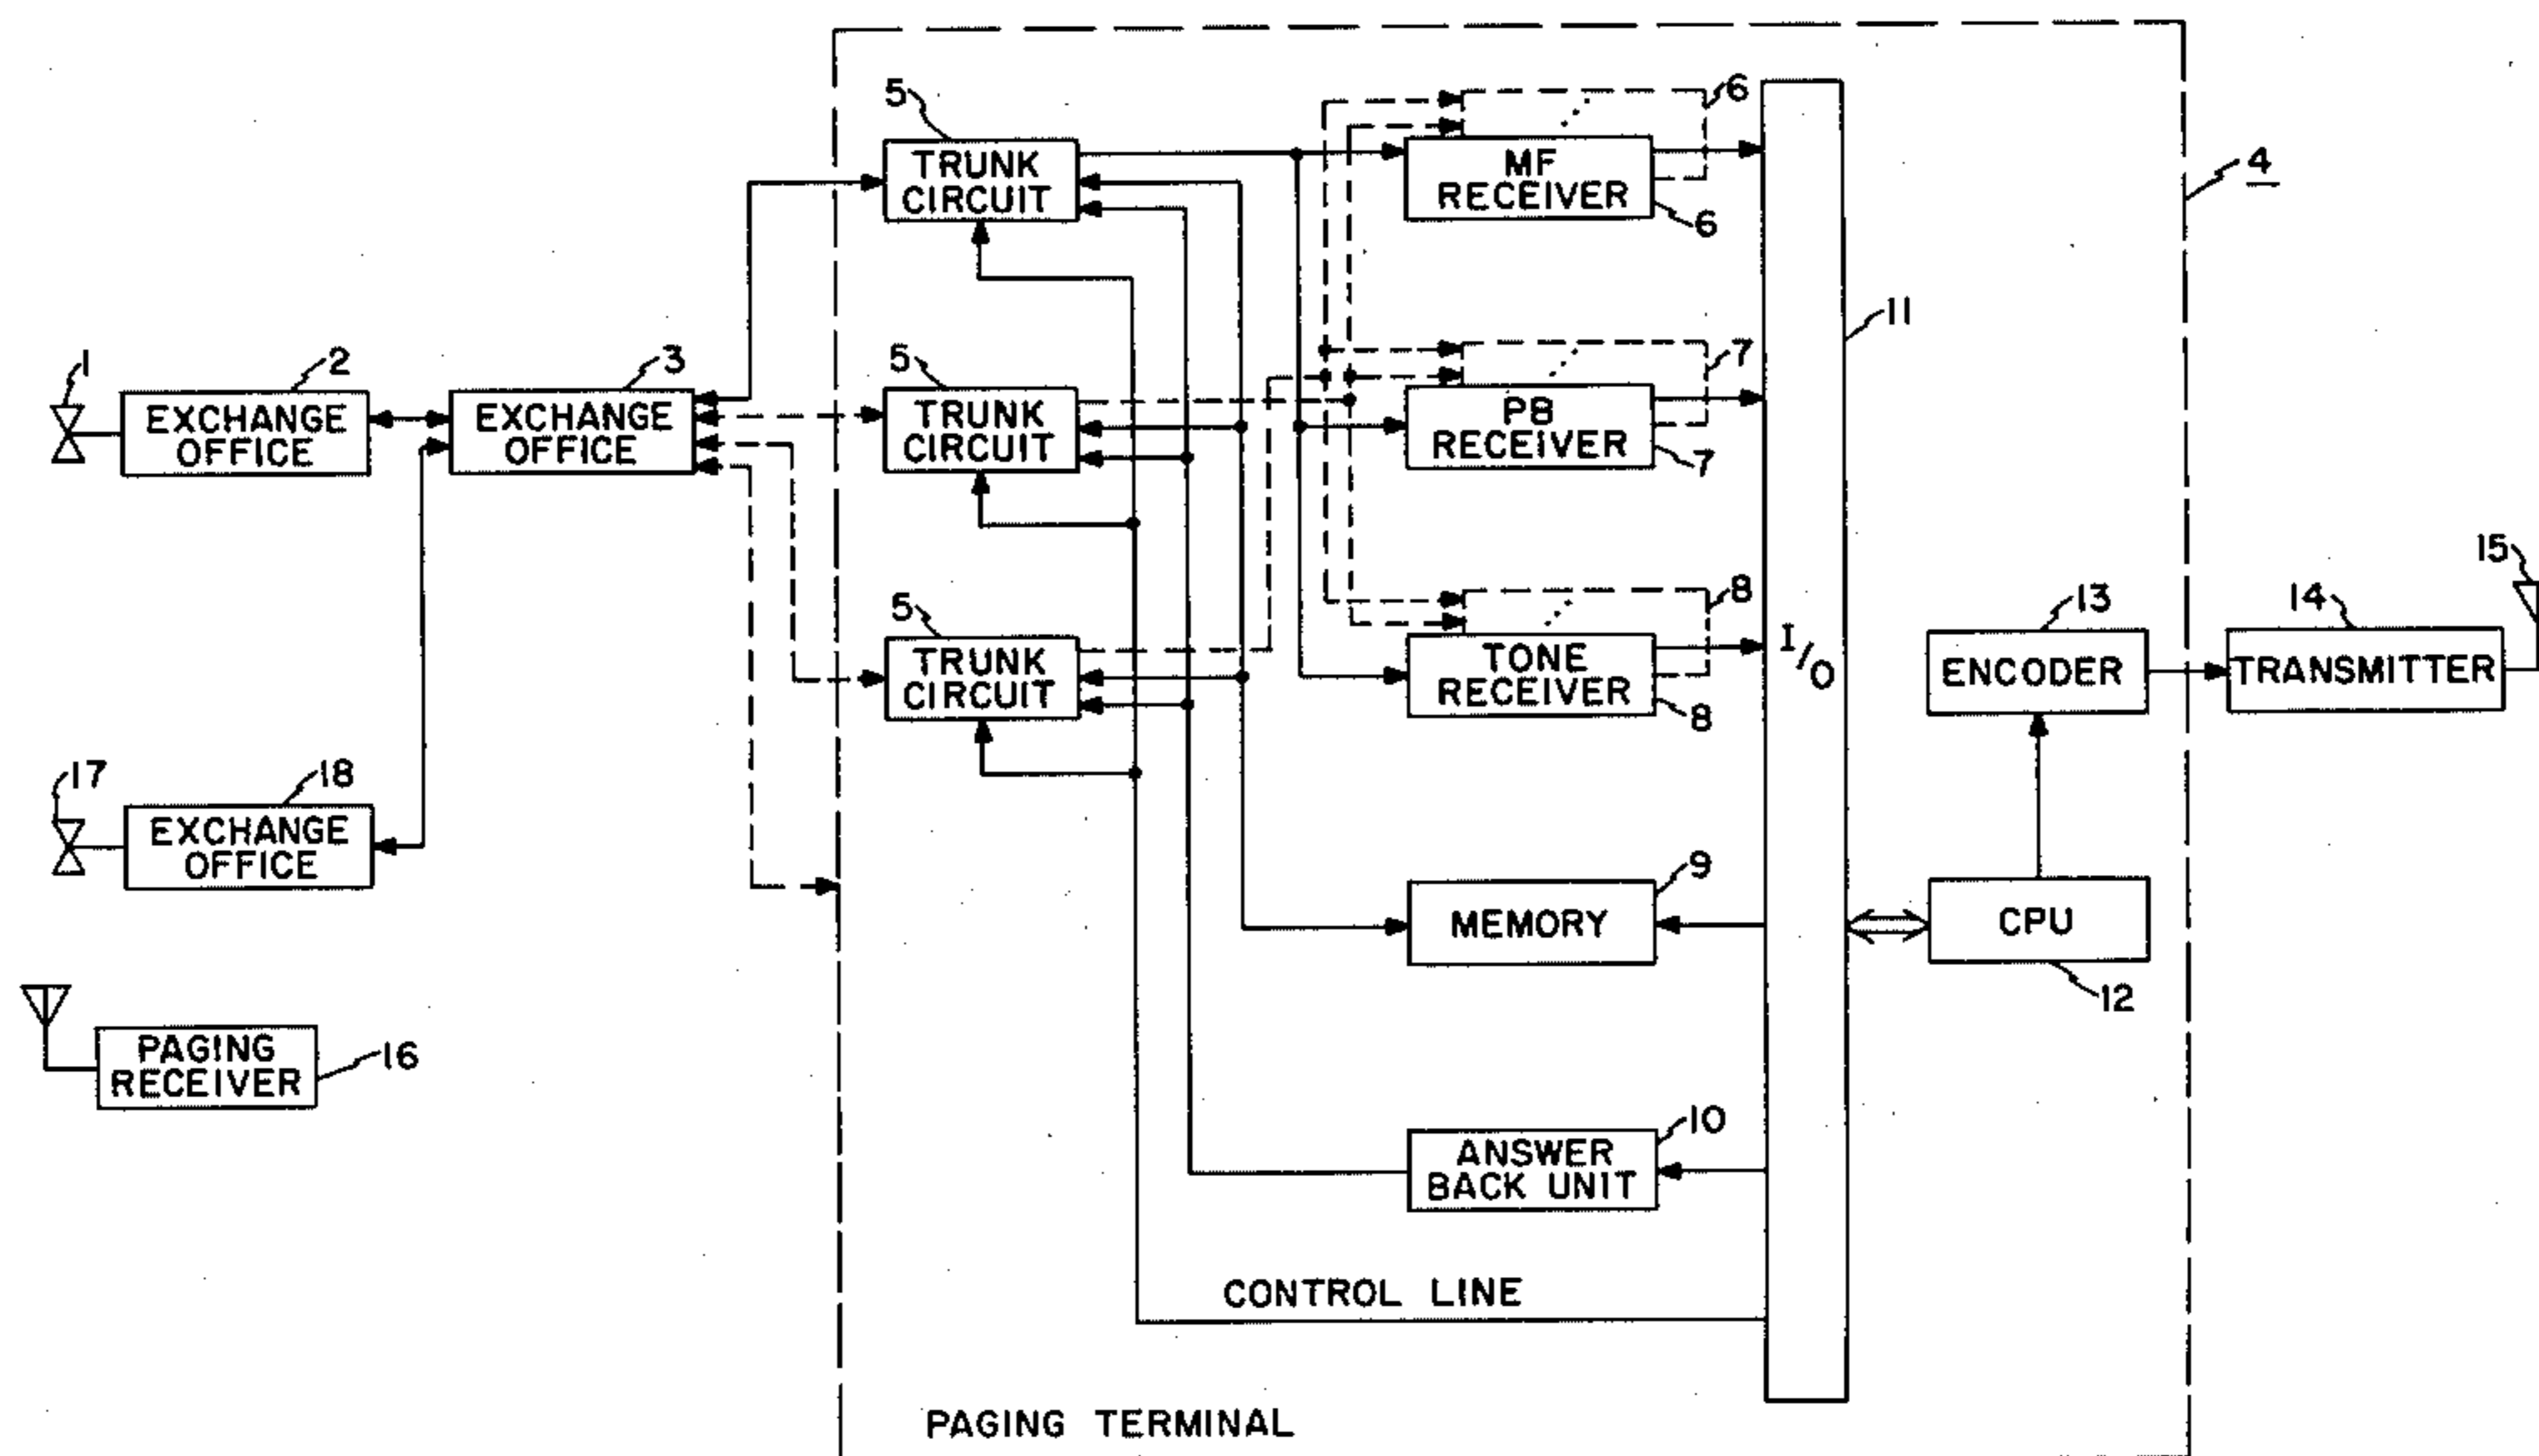 5
TRUNK
CIRCUIT
6
MF
RECEIVER
6
4
1
2
EXCHANGE
OFFICE
3
EXCHANGE
OFFICE
5
TRUNK
CIRCUIT
7
PB
RECEIVER
7
11
5
TRUNK
CIRCUIT
8
TONE
RECEIVER
8
I/O
13
ENCODER
14
TRANSMITTER
15
17
18
EXCHANGE
OFFICE
9
MEMORY
CPU
12
PAGING
RECEIVER
16
10
ANSWER
BACK UNIT
CONTROL LINE
PAGING TERMINAL